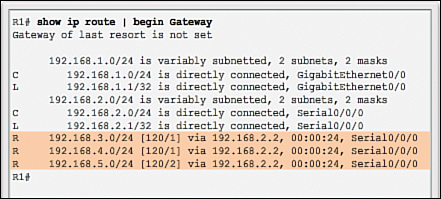 R1# show ip route | begin Gateway
Gateway of last resort is not set
192.168.1.0/24 is variably subnetted, 2 subnets, 2 masks
C 192.168.1.0/24 is directly connected, GigabitEthernet0/0
L 192.168.1.1/32 is directly connected, GigabitEthernet0/0
192.168.2.0/24 is variably subnetted, 2 subnets, 2 masks
C 192.168.2.0/24 is directly connected, Serial0/0/0
L 192.168.2.1/32 is directly connected, Serial0/0/0
R 192.168.3.0/24 [120/1] via 192.168.2.2, 00:00:24, Serial0/0/0
R 192.168.4.0/24 [120/1] via 192.168.2.2, 00:00:24, Serial0/0/0
R 192.168.5.0/24 [120/2] via 192.168.2.2, 00:00:24, Serial0/0/0
R1#